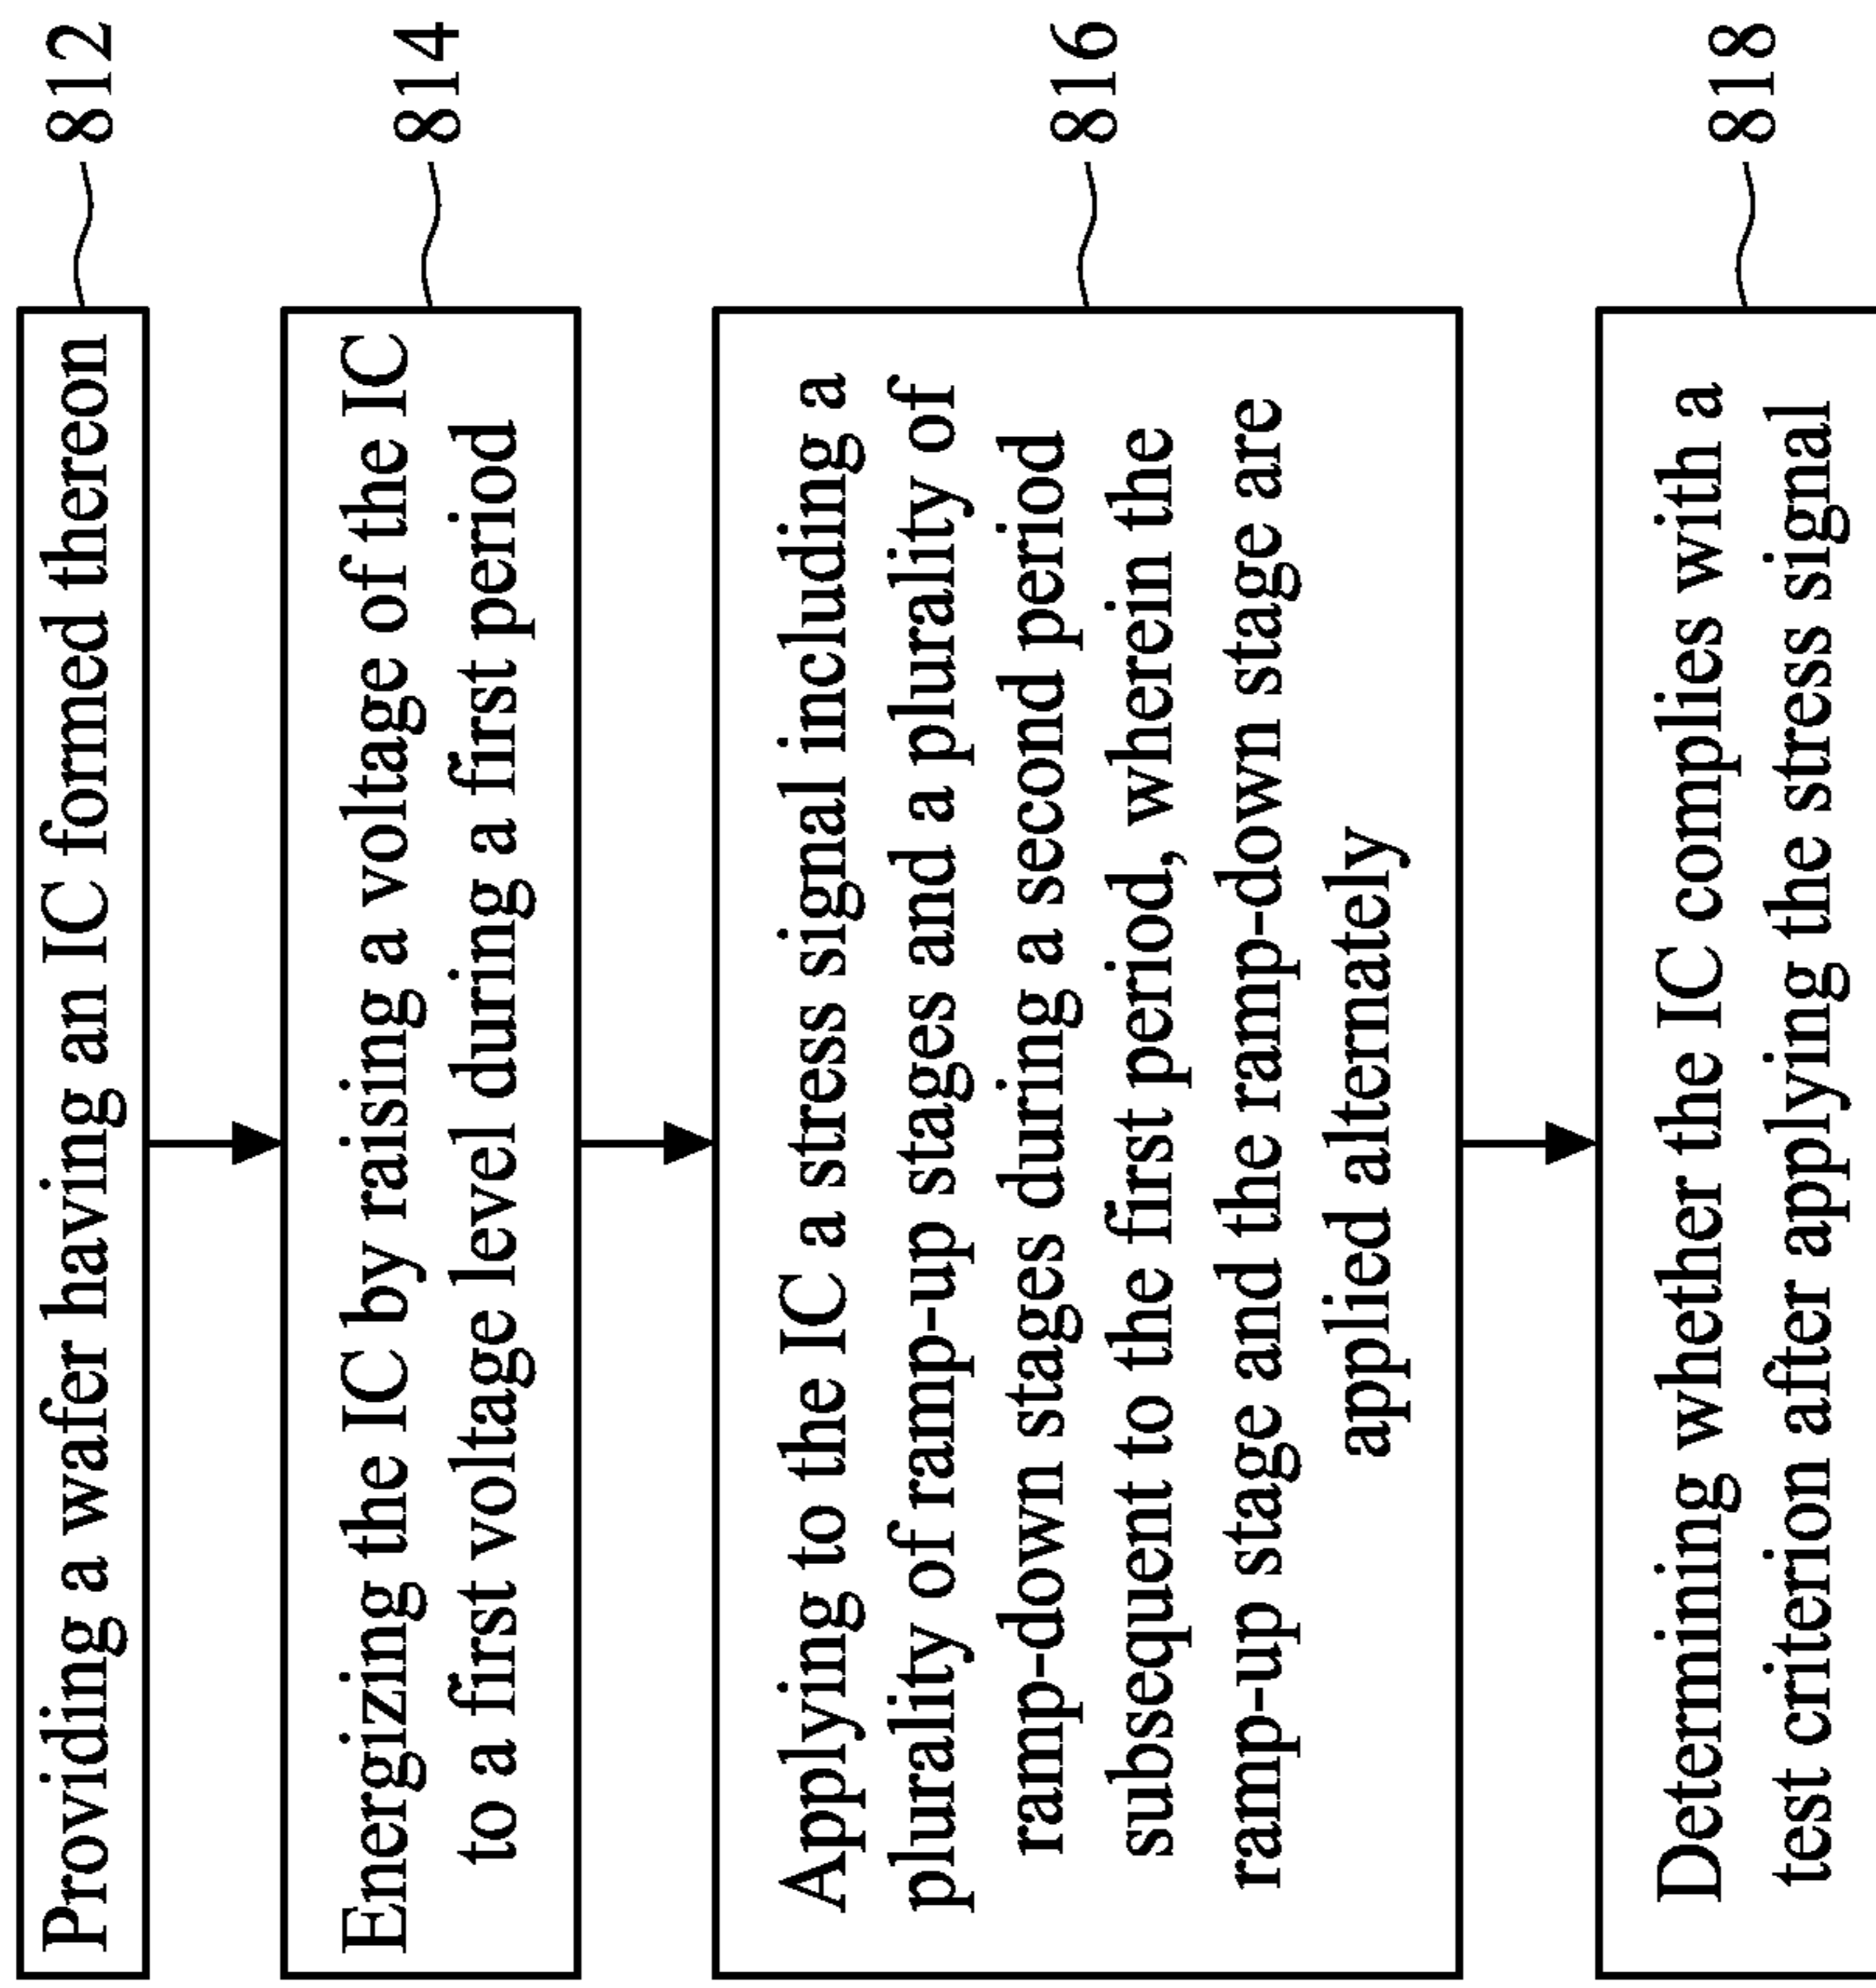 Providing a wafer having an IC formed thereon
812
Energizing the IC by raising a voltage of the IC
to a first voltage level during a first period
814
Applying to the IC a stress signal including a
plurality of ramp-up stages and a plurality of
ramp-down stages during a second period
subsequent to the first period, wherein the
ramp-up stage and the ramp-down stage are
applied alternately
816
Determining whether the IC complies with a
test criterion after applying the stress signal
818